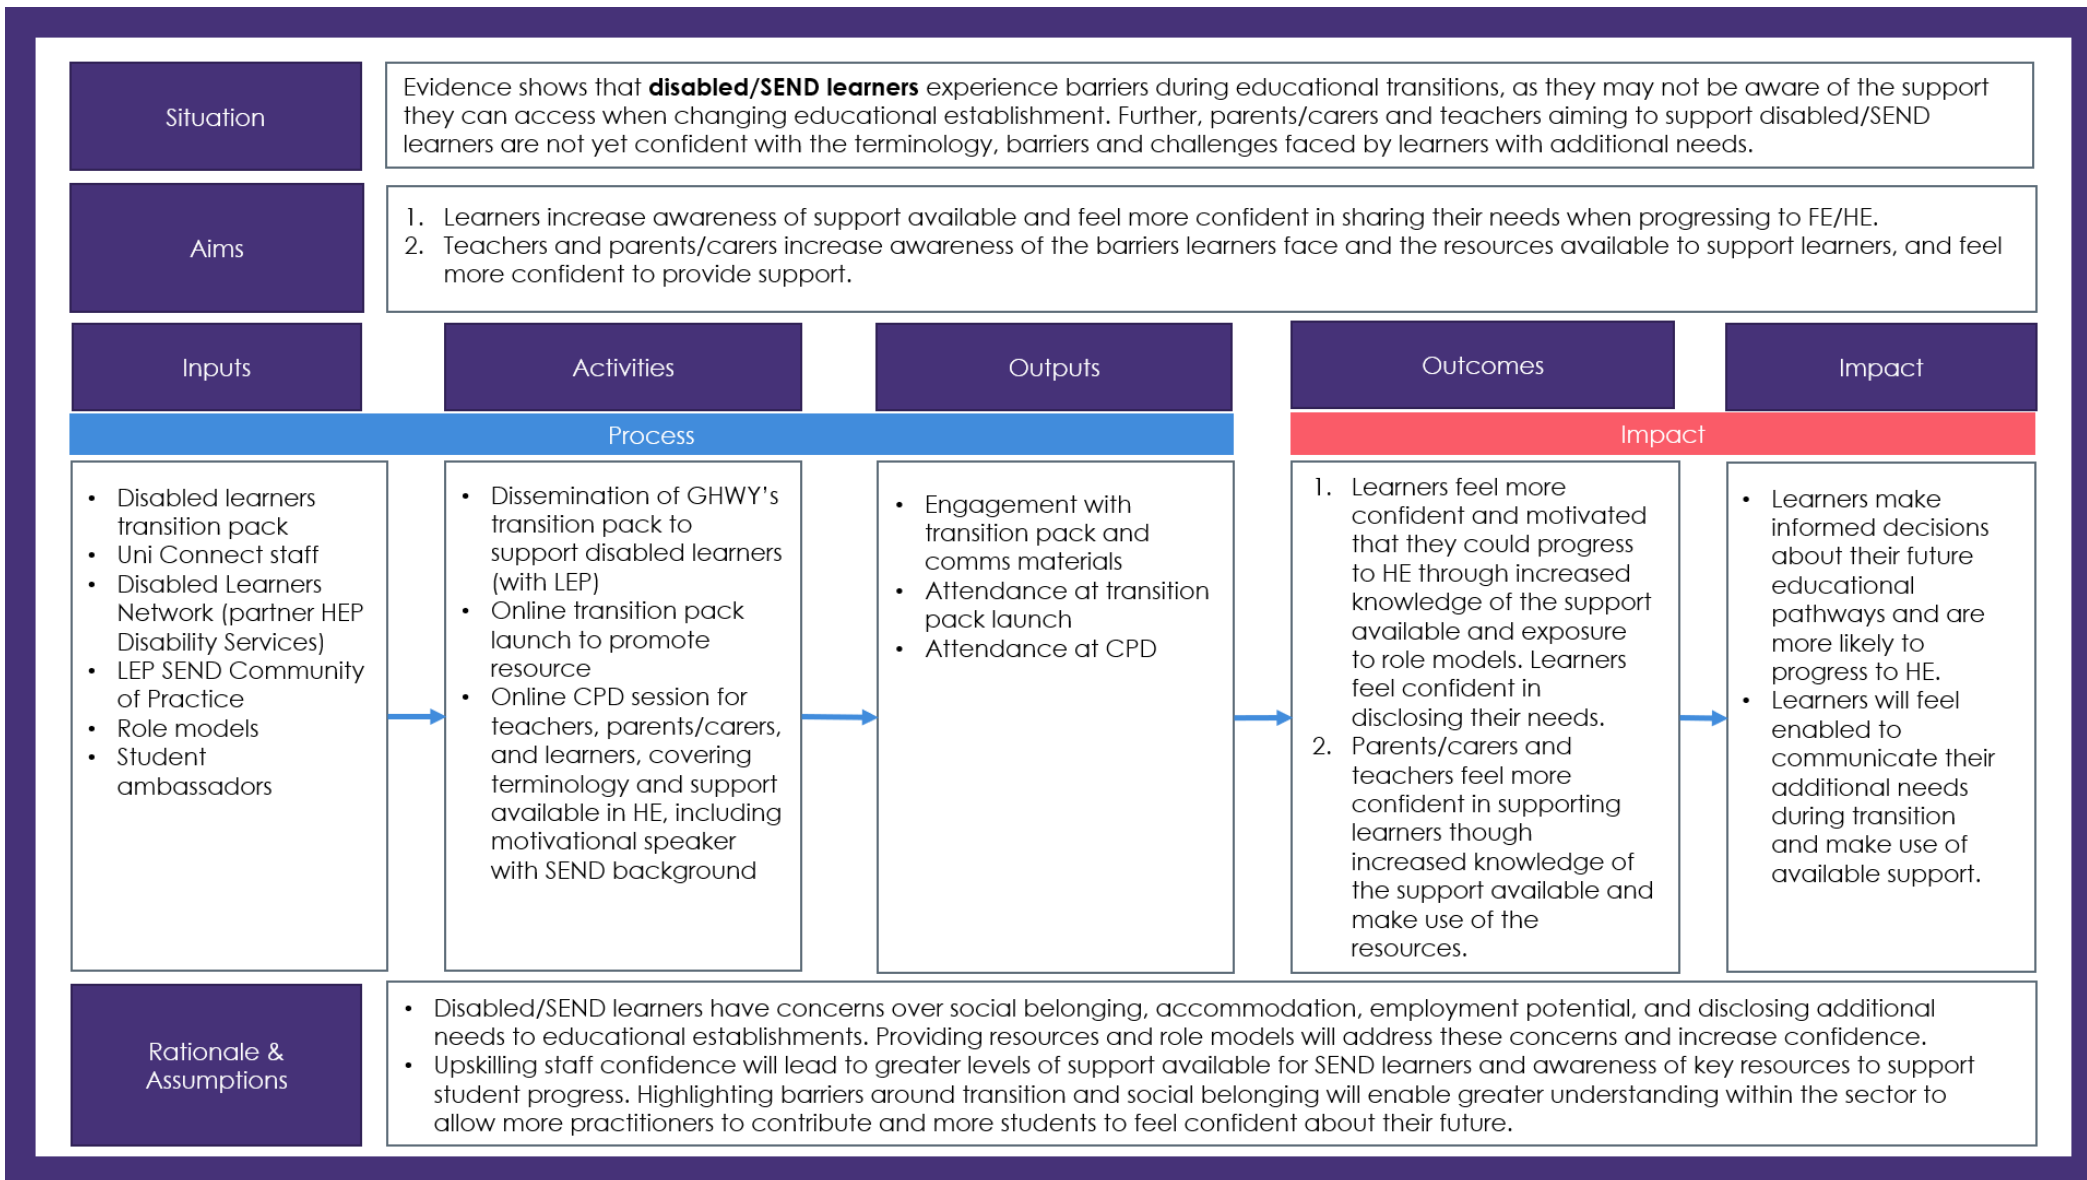 Situation
Evidence shows that disabled/SEND learners experience barriers during educational transitions, as they may not be aware of the support
they can access when changing educational establishment. Further, parents/carers and teachers aiming to support disabled/SEND
learners are not yet confident with the terminology, barriers and challenges faced by learners with additional needs.
Aims
1. Learners increase awareness of support available and feel more confident in sharing their needs when progressing to FE/HE.
2. Teachers and parents/carers increase awareness of the barriers learners face and the resources available to support learners, and feel
more confident to provide support.
Inputs
Activities
Outputs
Outcomes
Impact
Process
Impact
• Disabled learners
transition pack
• Uni Connect staff
• Disabled Learners
Network (partner HEP
Disability Services)
• LEP SEND Community
of Practice
• Role models
• Student
ambassadors
• Dissemination of GHWY's
transition pack to
support disabled learners
(with LEP)
• Online transition pack
launch to promote
resource
• Online CPD session for
teachers, parents/carers,
and learners, covering
terminology and support
available in HE, including
motivational speaker
with SEND background
• Engagement with
transition pack and
comms materials
• Attendance at transition
pack launch
• Attendance at CPD
1. Learners feel more
confident and motivated
that they could progress
to HE through increased
knowledge of the support
available and exposure
to role models. Learners
feel confident in
disclosing their needs.
2. Parents/carers and
teachers feel more
confident in supporting
learners though
increased knowledge of
the support available and
make use of the
resources.
• Learners make
informed decisions
about their future
educational
pathways and are
more likely to
progress to HE.
• Learners will feel
enabled to
communicate their
additional needs
during transition
and make use of
available support.
Rationale &
Assumptions
• Disabled/SEND learners have concerns over social belonging, accommodation, employment potential, and disclosing additional
needs to educational establishments. Providing resources and role models will address these concerns and increase confidence.
• Upskilling staff confidence will lead to greater levels of support available for SEND learners and awareness of key resources to support
student progress. Highlighting barriers around transition and social belonging will enable greater understanding within the sector to
allow more practitioners to contribute and more students to feel confident about their future.